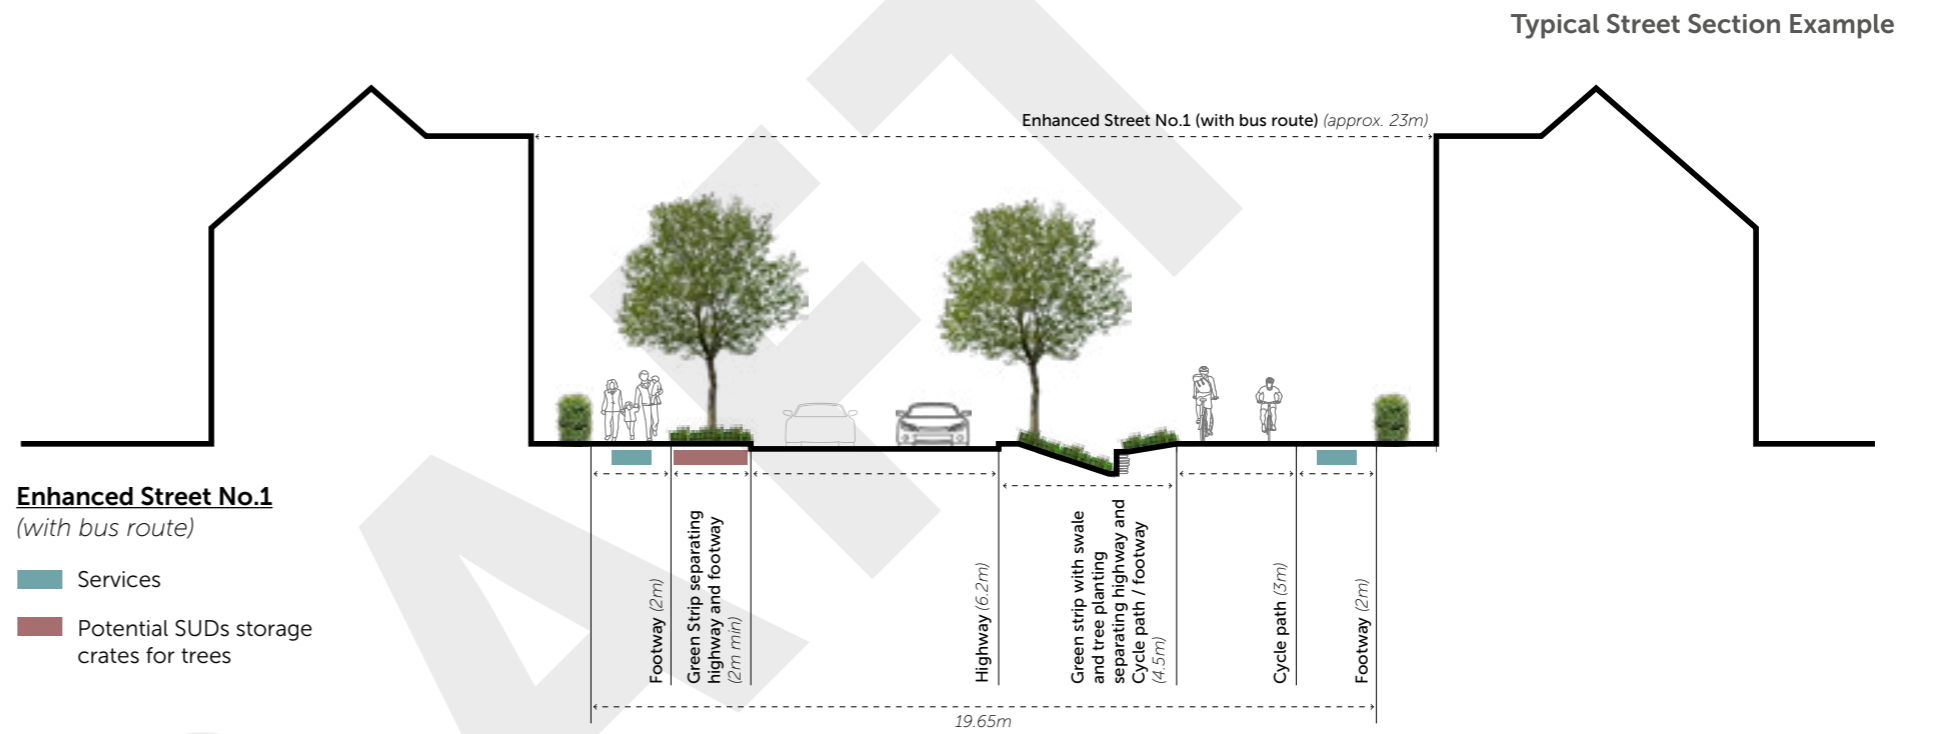 Typical Street Section Example
Enhanced Street No.1 (with bus route) (approx. 23m)
Enhanced Street No.1
(with bus route)
Services
Potential SUDs storage
crates for trees
Footway (2m)
Green Strip separating
highway and footway
(2m min)
Highway (6.2m)
Green strip with swale
and tree planting
separating highway and
Cycle path / footway
(4.5m)
Cycle path (3m)
Footway (2m)
19.65m